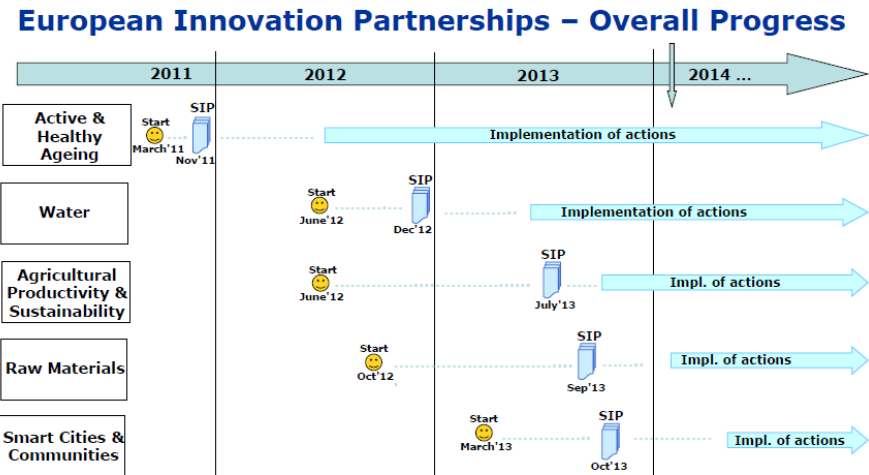 European Innovation Partnerships – Overall Progress
2011
2012
2013
2014 ...
Active &
Healthy
Ageing
Start
March'11
SIP
Nov'11
Implementation of actions
Water
Start
June'12
SIP
Dec'12
Implementation of actions
Agricultural
Productivity &
Sustainability
Start
June'12
SIP
July'13
Impl. of actions
Raw Materials
Start
Oct'12
SIP
Sep'13
Impl. of actions
Smart Cities &
Communities
Start
March'13
SIP
Oct'13
Impl. of actions